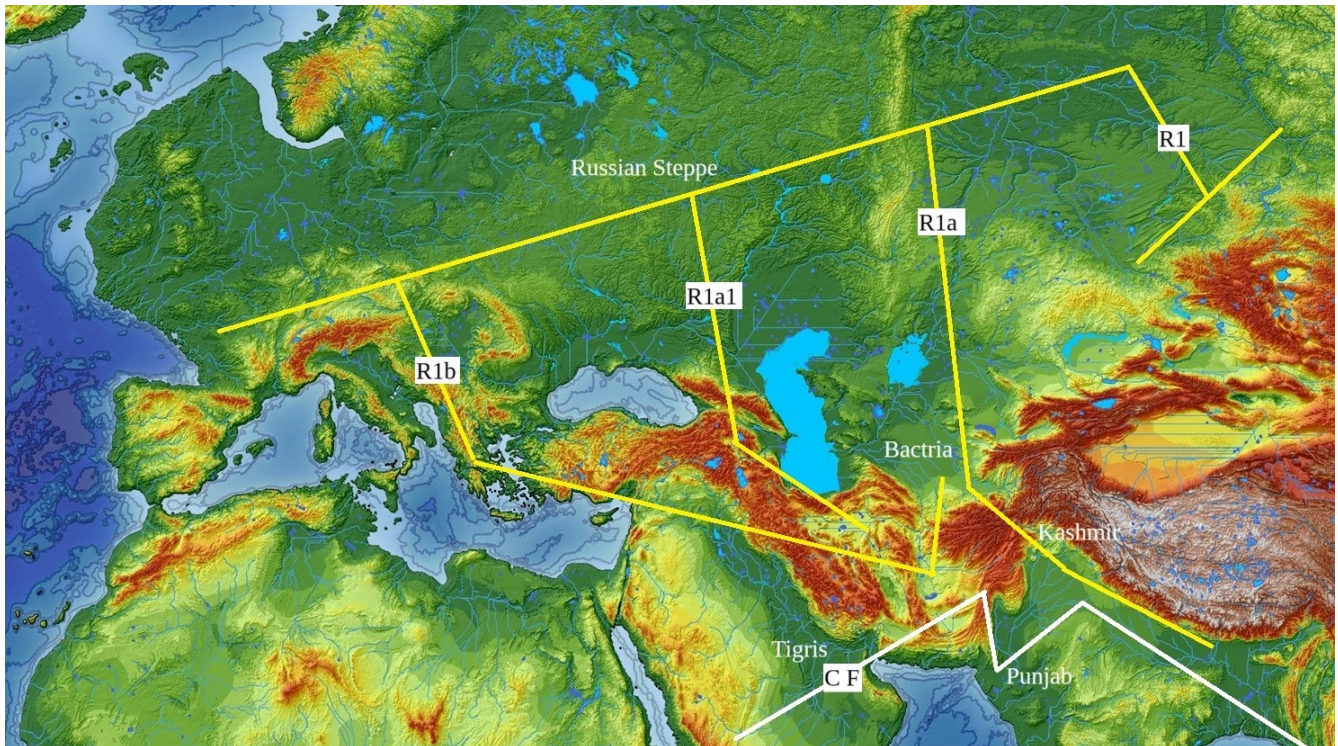 R1
Russian Steppe
R1a
R1a1
R1b
Bactria
Kashmir
Tigris
C F
Punjab